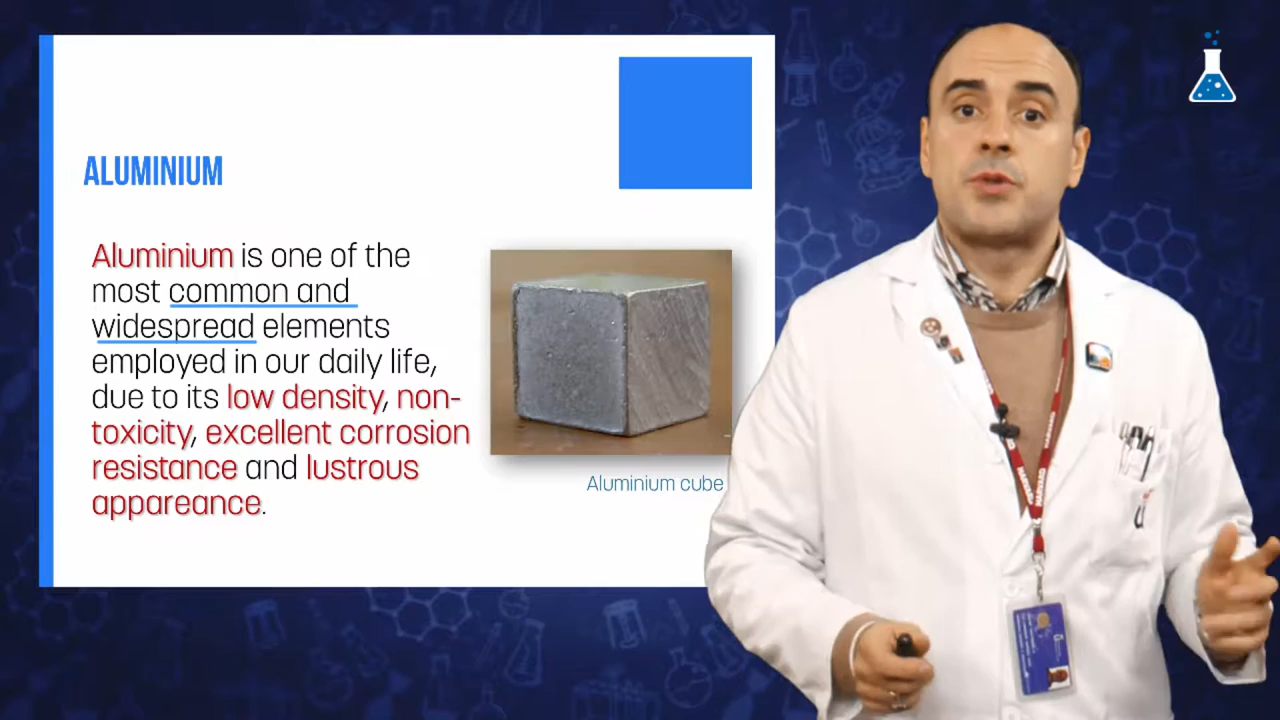 ALUMINIUM
Aluminium is one of the
most common and
widespread elements
employed in our daily life,
due to its low density, non-
toxicity, excellent corrosion
resistance and lustrous
appareance.
Aluminium cube
HARVARD